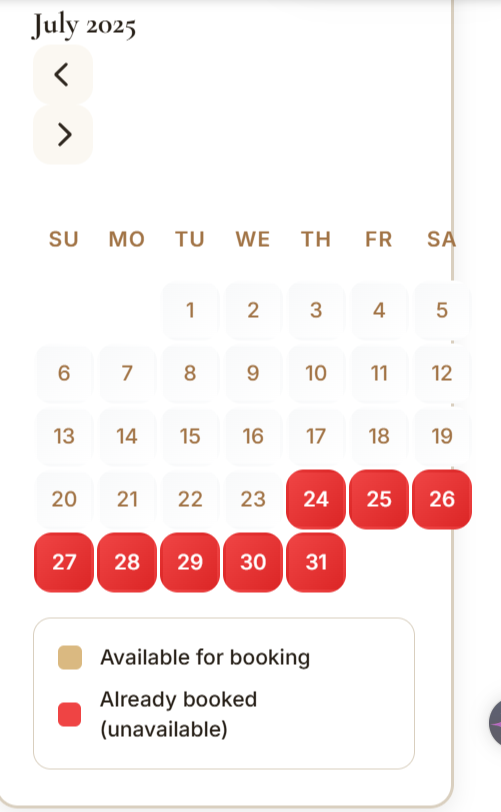 July 2025
SU MO TU WE TH FR SA
1 2 3 4 5
6 7 8 9 10 11 12
13 14 15 16 17 18 19
20 21 22 23 24 25 26
27 28 29 30 31
Available for booking
Already booked
(unavailable)